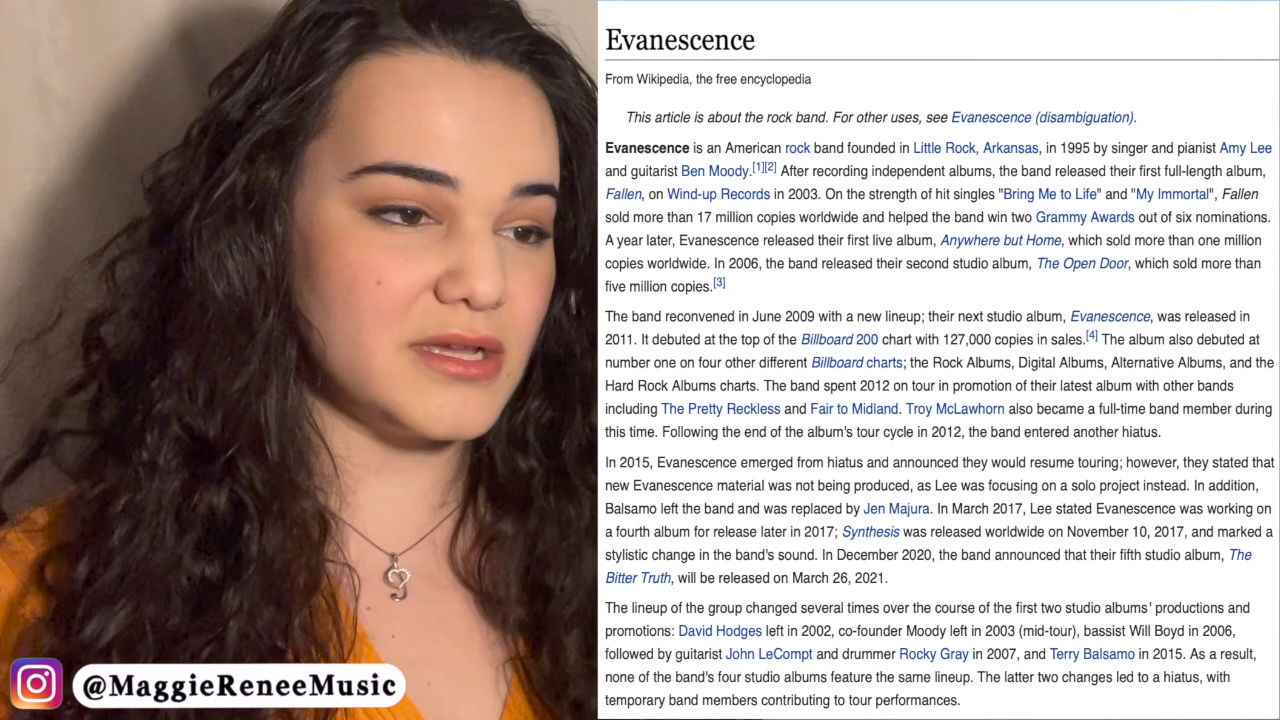 Evanescence
From Wikipedia, the free encyclopedia
This article is about the rock band. For other uses, see Evanescence (disambiguation).
Evanescence is an American rock band founded in Little Rock, Arkansas, in 1995 by singer and pianist Amy Lee
and guitarist Ben Moody.[1][2] After recording independent albums, the band released their first full-length album,
Fallen, on Wind-up Records in 2003. On the strength of hit singles "Bring Me to Life" and "My Immortal", Fallen
sold more than 17 million copies worldwide and helped the band win two Grammy Awards out of six nominations.
A year later, Evanescence released their first live album, Anywhere but Home, which sold more than one million
copies worldwide. In 2006, the band released their second studio album, The Open Door, which sold more than
five million copies.[3]
The band reconvened in June 2009 with a new lineup; their next studio album, Evanescence, was released in
2011. It debuted at the top of the Billboard 200 chart with 127,000 copies in sales.[4] The album also debuted at
number one on four other different Billboard charts; the Rock Albums, Digital Albums, Alternative Albums, and the
Hard Rock Albums charts. The band spent 2012 on tour in promotion of their latest album with other bands
including The Pretty Reckless and Fair to Midland. Troy McLawhorn also became a full-time band member during
this time. Following the end of the album's tour cycle in 2012, the band entered another hiatus.
In 2015, Evanescence emerged from hiatus and announced they would resume touring; however, they stated that
new Evanescence material was not being produced, as Lee was focusing on a solo project instead. In addition,
Balsamo left the band and was replaced by Jen Majura. In March 2017, Lee stated Evanescence was working on
a fourth album for release later in 2017; Synthesis was released worldwide on November 10, 2017, and marked a
stylistic change in the band's sound. In December 2020, the band announced that their fifth studio album, The
Bitter Truth, will be released on March 26, 2021.
The lineup of the group changed several times over the course of the first two studio albums' productions and
promotions: David Hodges left in 2002, co-founder Moody left in 2003 (mid-tour), bassist Will Boyd in 2006,
followed by guitarist John LeCompt and drummer Rocky Gray in 2007, and Terry Balsamo in 2015. As a result,
none of the band's four studio albums feature the same lineup. The latter two changes led to a hiatus, with
temporary band members contributing to tour performances.
@MaggieReneeMusic